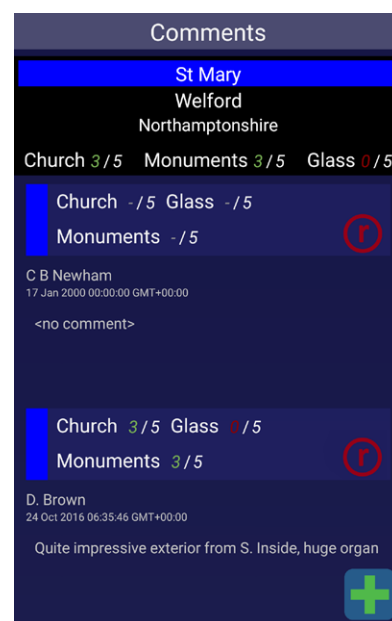 Comments
St Mary
Welford
Northamptonshire
Church 3/5 Monuments 3/5 Glass 0/5
Church -/5 Glass -/5
Monuments -/5
r
C B Newham
17 Jan 2000 00:00:00 GMT+00:00
<no comment>
Church 3/5 Glass 0/5
Monuments 3/5
r
D. Brown
24 Oct 2016 06:35:46 GMT+00:00
Quite impressive exterior from S. Inside, huge organ